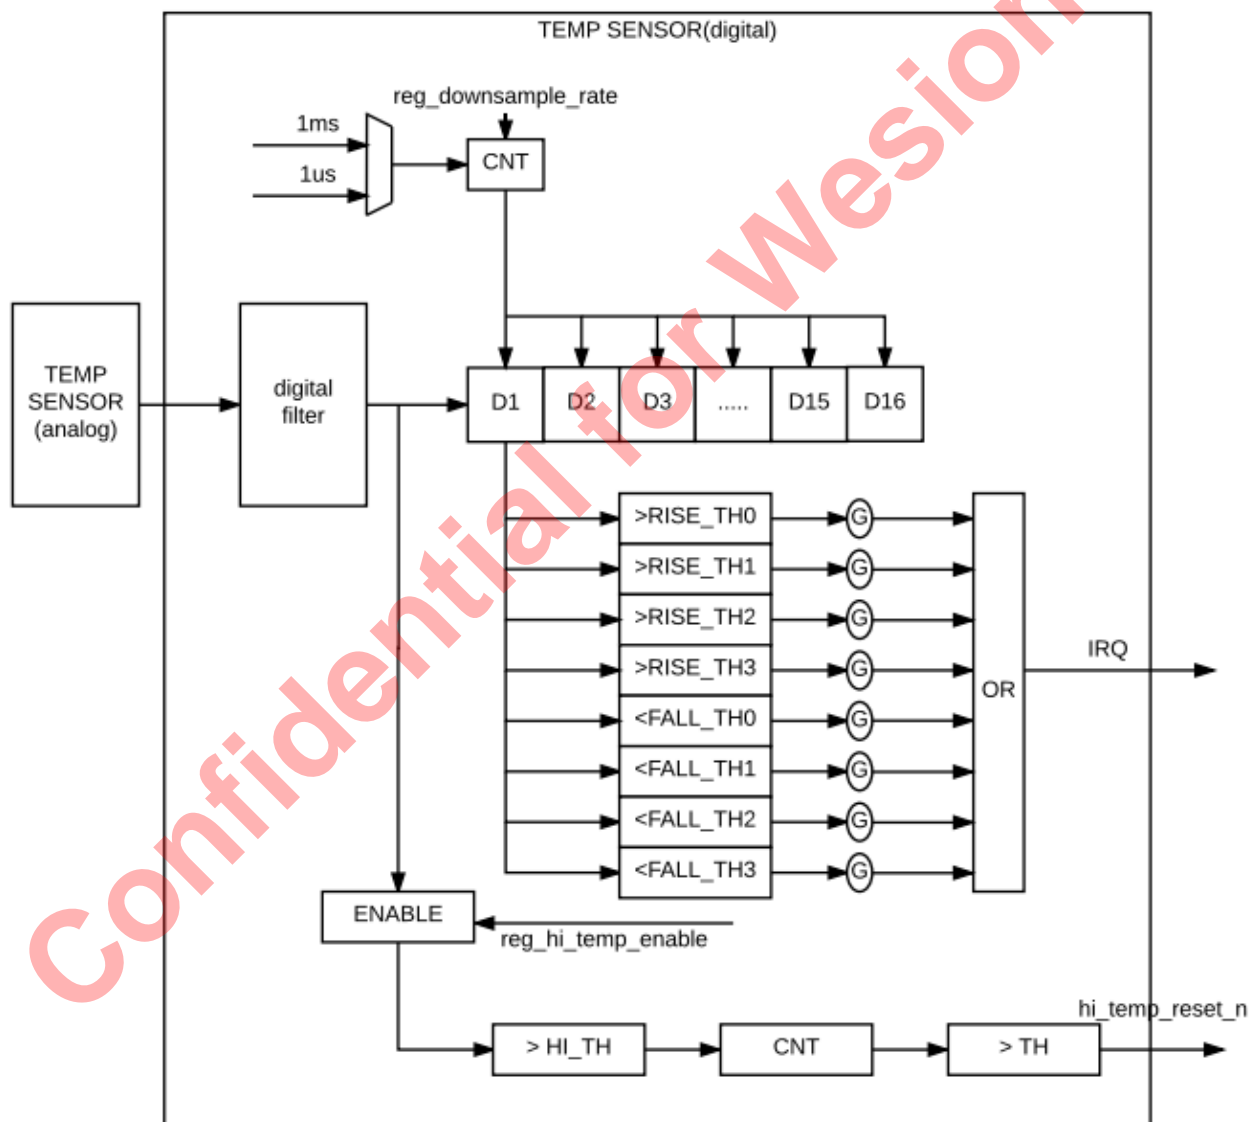 TEMP SENSOR(digital)
reg_downsample_rate
1ms
CNT
1us
TEMP
SENSOR
(analog)
digital
filter
D1
D2
D3
.....
D15
D16
>RISE_TH0
G
>RISE_TH1
G
>RISE_TH2
G
>RISE_TH3
G
<FALL_TH0
G
<FALL_TH1
G
<FALL_TH2
G
<FALL_TH3
G
OR
IRQ
ENABLE
reg_hi_temp_enable
> HI_TH
CNT
> TH
hi_temp_reset_n
Confidential for Wesion